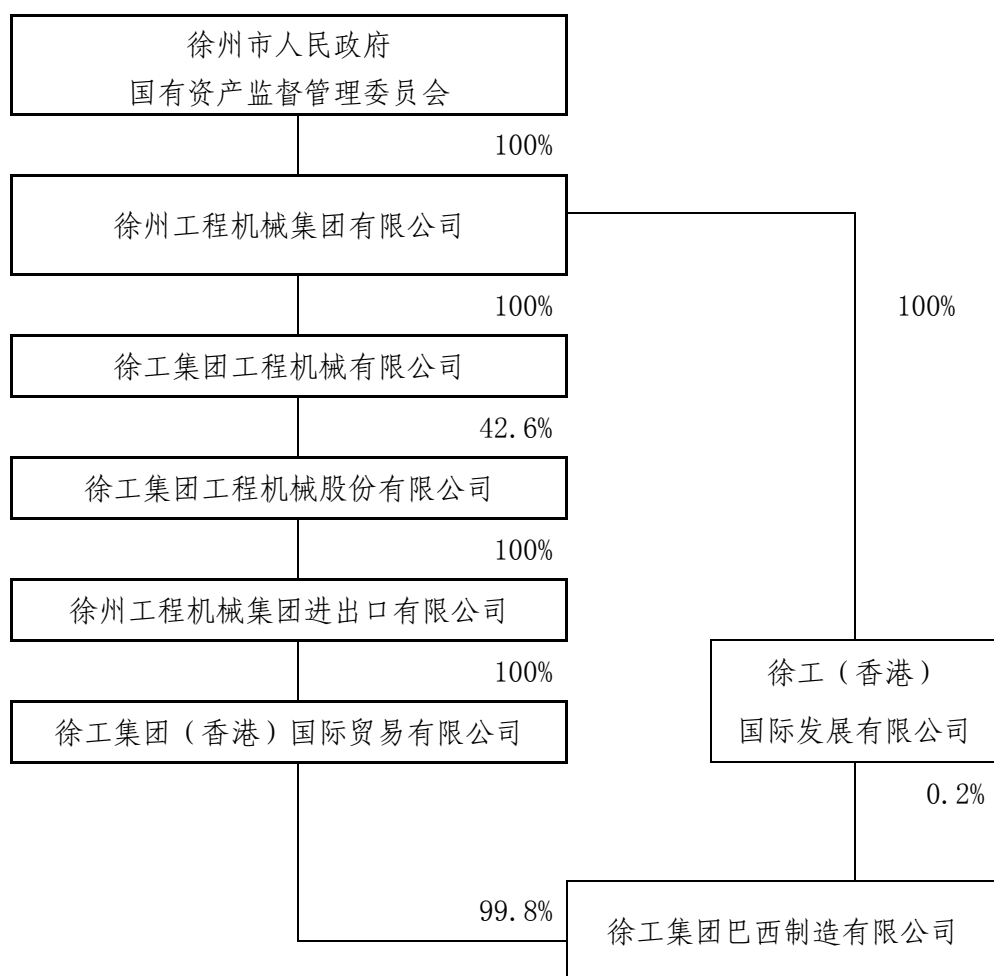 徐州市人民政府
国有资产监督管理委员会
100%
徐州工程机械集团有限公司
100%
100%
徐工集团工程机械有限公司
42.6%
徐工集团工程机械股份有限公司
100%
徐州工程机械集团进出口有限公司
100%
徐工（香港）
国际发展有限公司
徐工集团（香港）国际贸易有限公司
0.2%
99.8%
徐工集团巴西制造有限公司